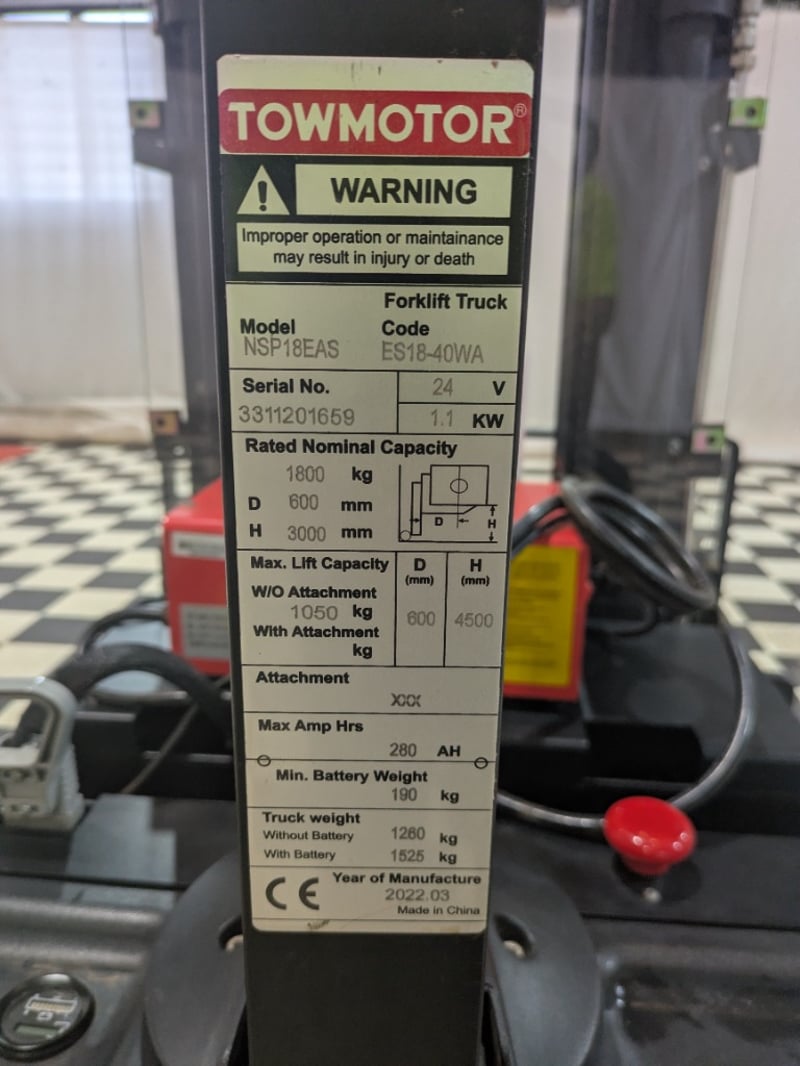 TOWMOTOR®
WARNING
Improper operation or maintainance
may result in injury or death
Forklift Truck
Model Code
NSP18EAS ES18-40WA
Serial No. 24 V
3311201659 1.1 KW
Rated Nominal Capacity
1800 kg
D 600 mm
H 3000 mm
D H
Max. Lift Capacity D H
(mm) (mm)
W/O Attachment
1050 kg 600 4500
With Attachment
kg
Attachment
XXX
Max Amp Hrs
280 AH
Min. Battery Weight
190 kg
Truck weight
Without Battery 1260 kg
With Battery 1525 kg
CE Year of Manufacture
2022.03
Made in China